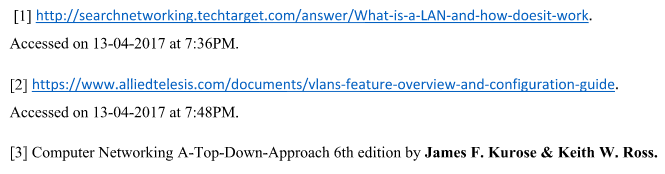 [1] http://searchnetworking.techtarget.com/answer/What-is-a-LAN-and-how-doesit-work.
Accessed on 13-04-2017 at 7:36PM.
[2] https://www.alliedtelesis.com/documents/vlans-feature-overview-and-configuration-guide.
Accessed on 13-04-2017 at 7:48PM.
[3] Computer Networking A-Top-Down-Approach 6th edition by James F. Kurose & Keith W. Ross.